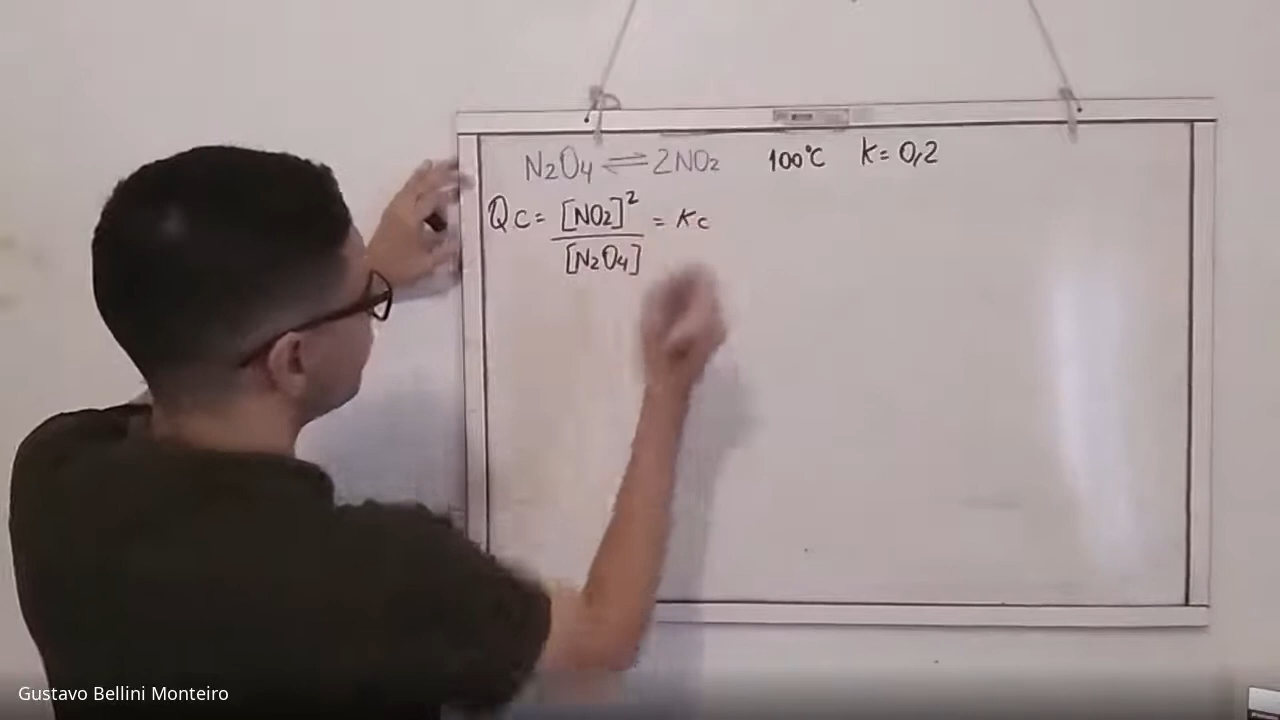 N2O4 ⇌ 2NO2 100°C K = 0,2
Qc = [NO2]² / [N2O4] = Kc
Gustavo Bellini Monteiro